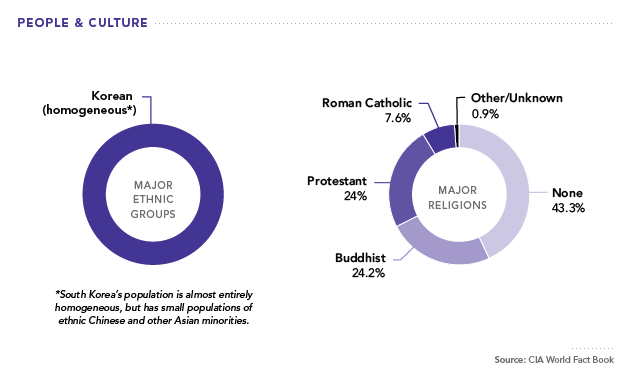 PEOPLE & CULTURE
Korean
(homogeneous*)
MAJOR
ETHNIC
GROUPS
*South Korea's population is almost entirely
homogeneous, but has small populations of
ethnic Chinese and other Asian minorities.
Roman Catholic
7.6%
Other/Unknown
0.9%
Protestant
24%
MAJOR
RELIGIONS
None
43.3%
Buddhist
24.2%
Source: CIA World Fact Book